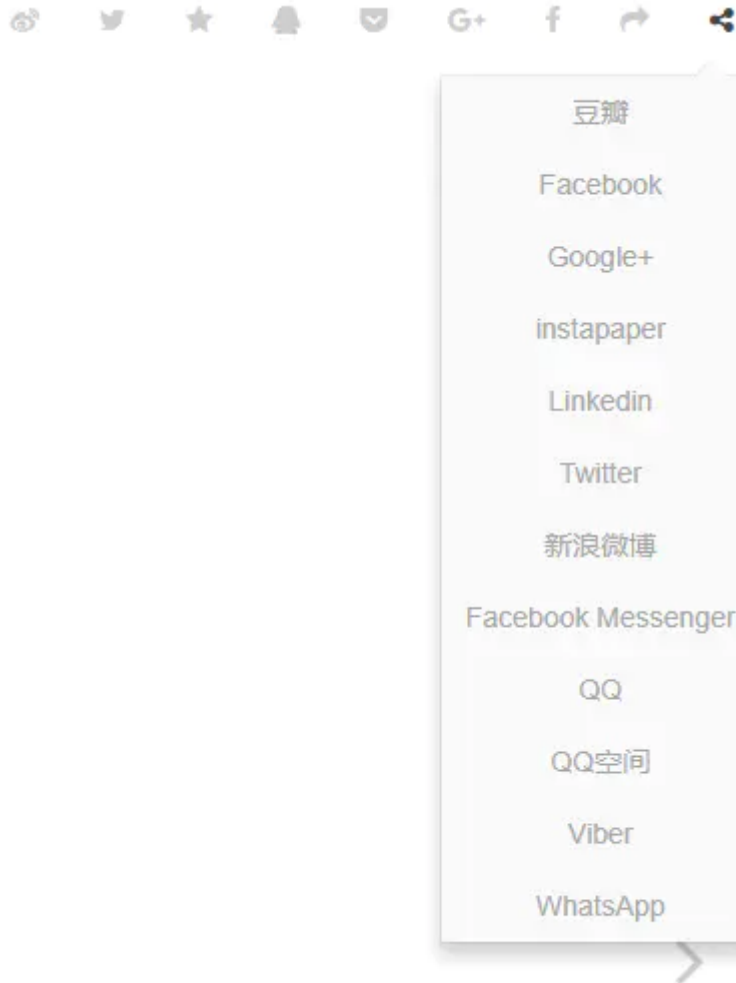 豆瓣
Facebook
Google+
instapaper
Linkedin
Twitter
新浪微博
Facebook Messenger
QQ
QQ空间
Viber
WhatsApp